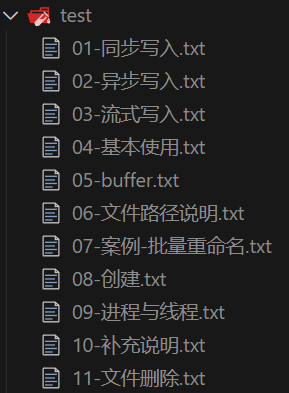 test
01-同步写入.txt
02-异步写入.txt
03-流式写入.txt
04-基本使用.txt
05-buffer.txt
06-文件路径说明.txt
07-案例-批量重命名.txt
08-创建.txt
09-进程与线程.txt
10-补充说明.txt
11-文件删除.txt